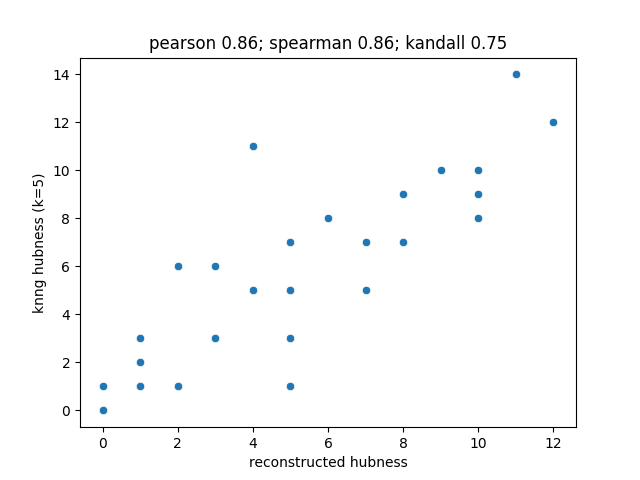 pearson 0.86; spearman 0.86; kandall 0.75
14
12
10
8
6
4
2
0
knng hubness (k=5)
0 2 4 6 8 10 12
reconstructed hubness